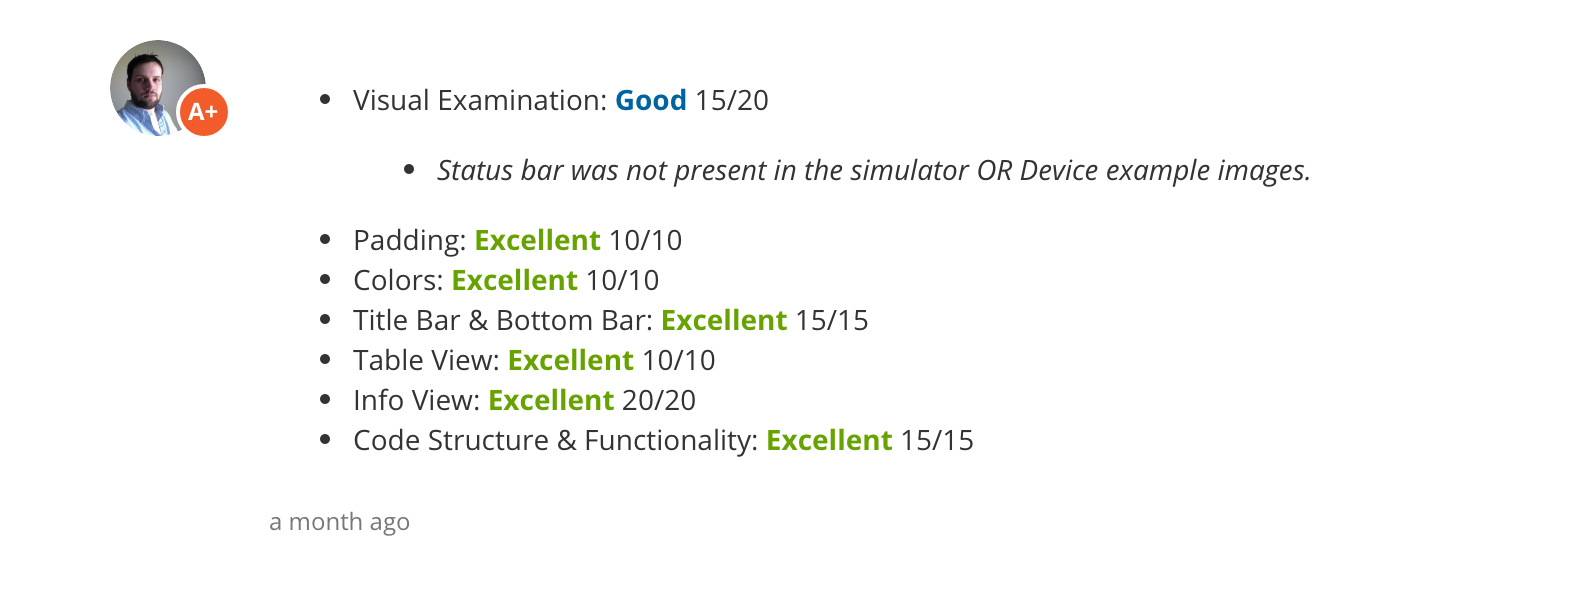 A+
Visual Examination: Good 15/20
Status bar was not present in the simulator OR Device example images.
Padding: Excellent 10/10
Colors: Excellent 10/10
Title Bar & Bottom Bar: Excellent 15/15
Table View: Excellent 10/10
Info View: Excellent 20/20
Code Structure & Functionality: Excellent 15/15
a month ago